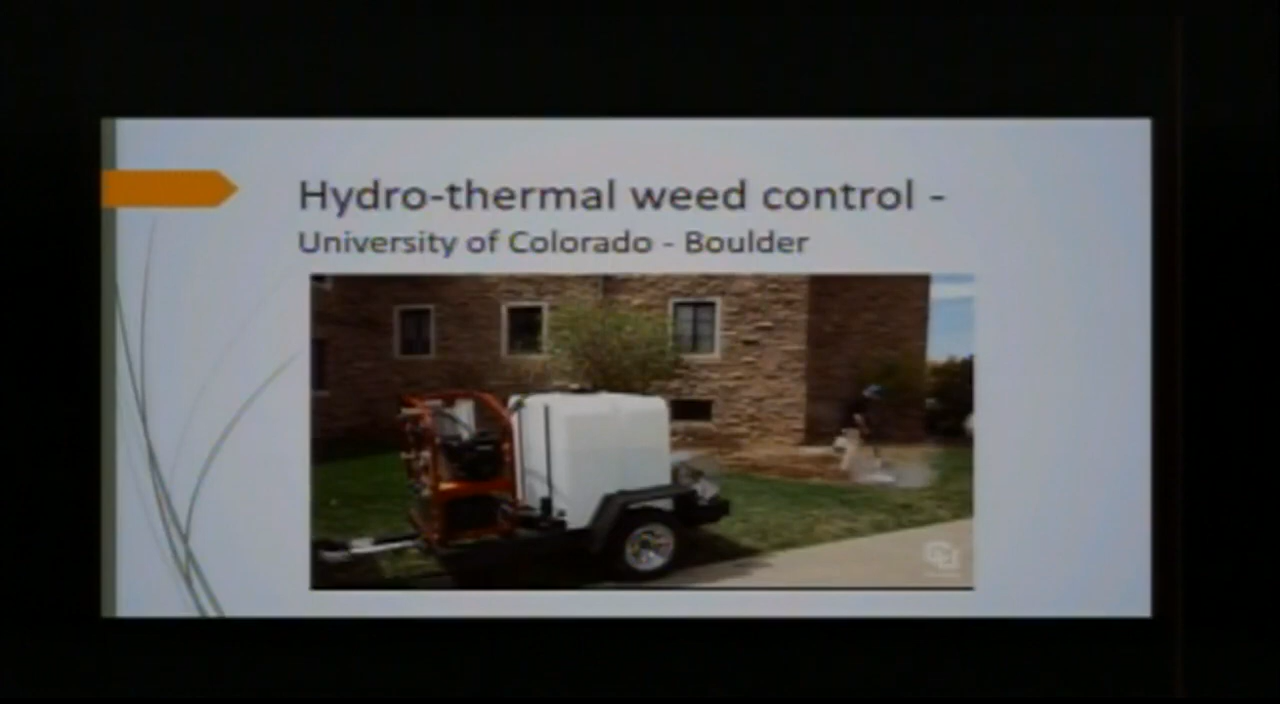 Hydro-thermal weed control -
University of Colorado - Boulder